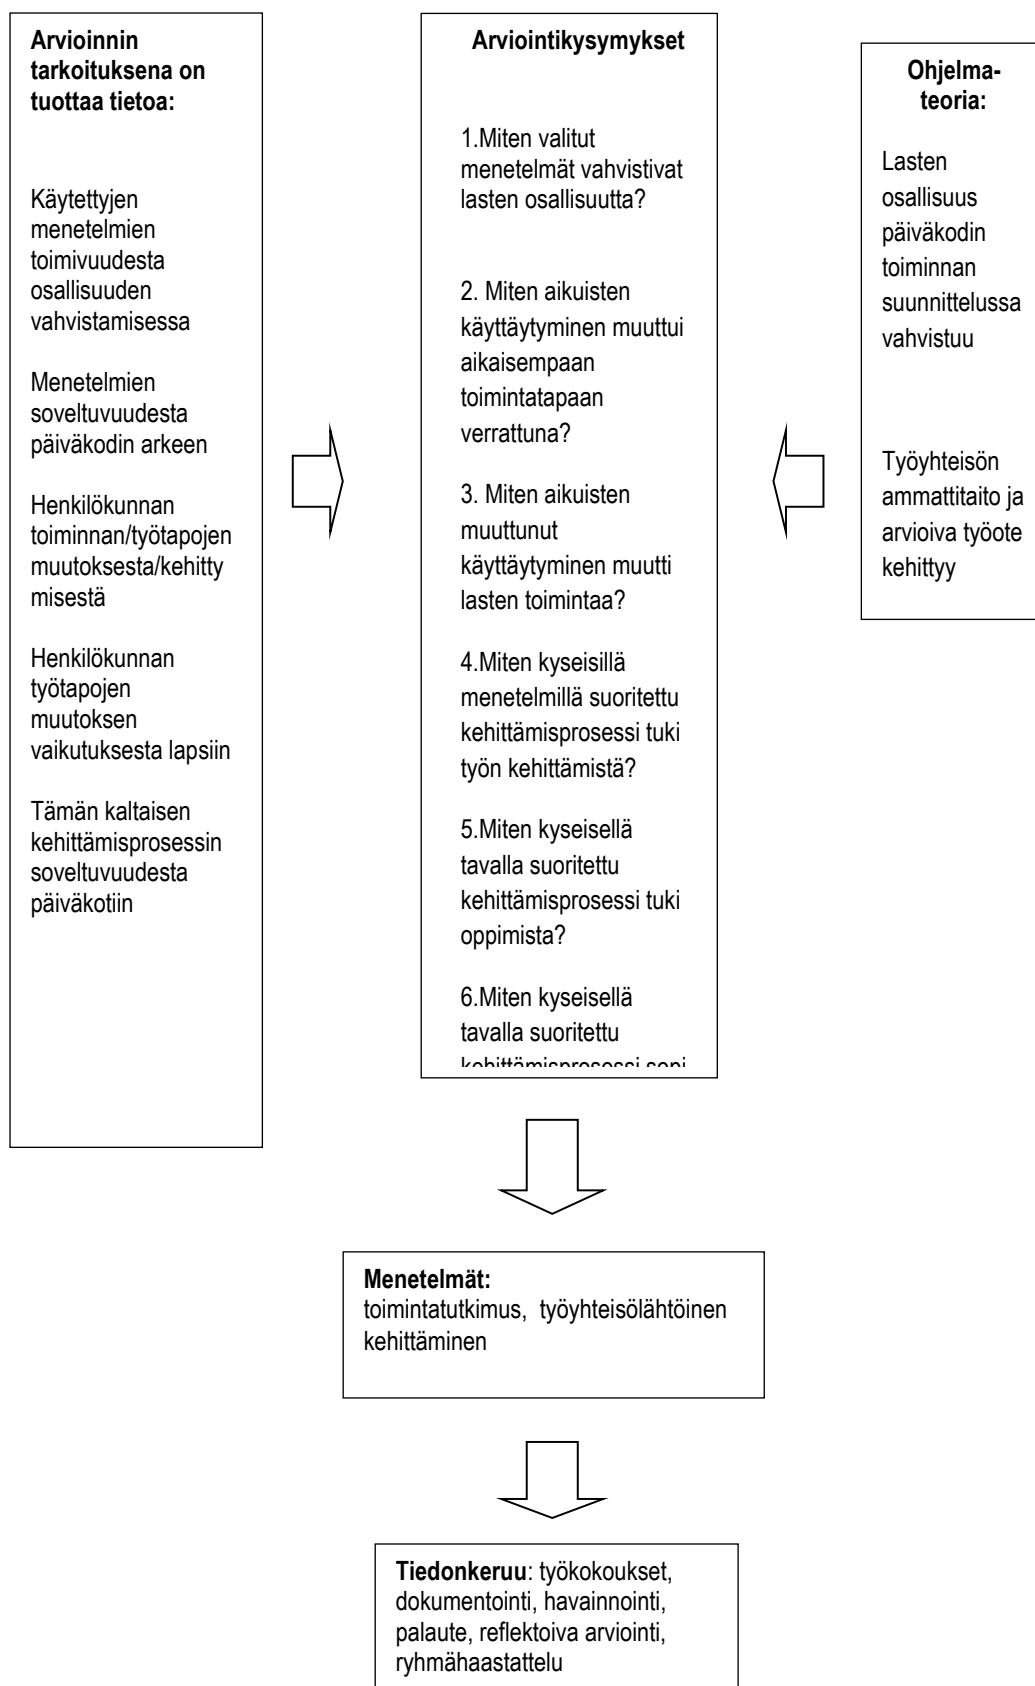 Arvioinnin
tarkoituksena on
tuottaa tietoa:
Käytettyjen
menetelmien
toimivuudesta
osallisuuden
vahvistamisessa
Menetelmien
soveltuvuudesta
päiväkodin arkeen
Henkilökunnan
toiminnan/työtapojen
muutoksesta/kehitty
misestä
Henkilökunnan
työtapojen
muutoksen
vaikutuksesta lapsiin
Tämän kaltaisen
kehittämisprosessin
soveltuvuudesta
päiväkotiin
Arviointikysymykset
1.Miten valitut
menetelmät vahvistivat
lasten osallisuutta?
2. Miten aikuisten
käyttäytyminen muuttui
aikaisempaan
toimintatapaan
verrattuna?
3. Miten aikuisten
muuttunut
käyttäytyminen muutti
lasten toimintaa?
4.Miten kyseisillä
menetelmillä suoritettu
kehittämisprosessi tuki
työn kehittämistä?
5.Miten kyseisellä
tavalla suoritettu
kehittämisprosessi tuki
oppimista?
6.Miten kyseisellä
tavalla suoritettu
kehittämisprosessi sopi
Ohjelma-
teoria:
Lasten
osallisuus
päiväkodin
toiminnan
suunnittelussa
vahvistuu
Työyhteisön
ammattitaito ja
arvioiva työote
kehittyy
Menetelmät:
toimintatutkimus, työyhteisölähtöinen
kehittäminen
Tiedonkeruu: työkokoukset,
dokumentointi, havainnointi,
palaute, reflektoiva arviointi,
ryhmähaastattelu